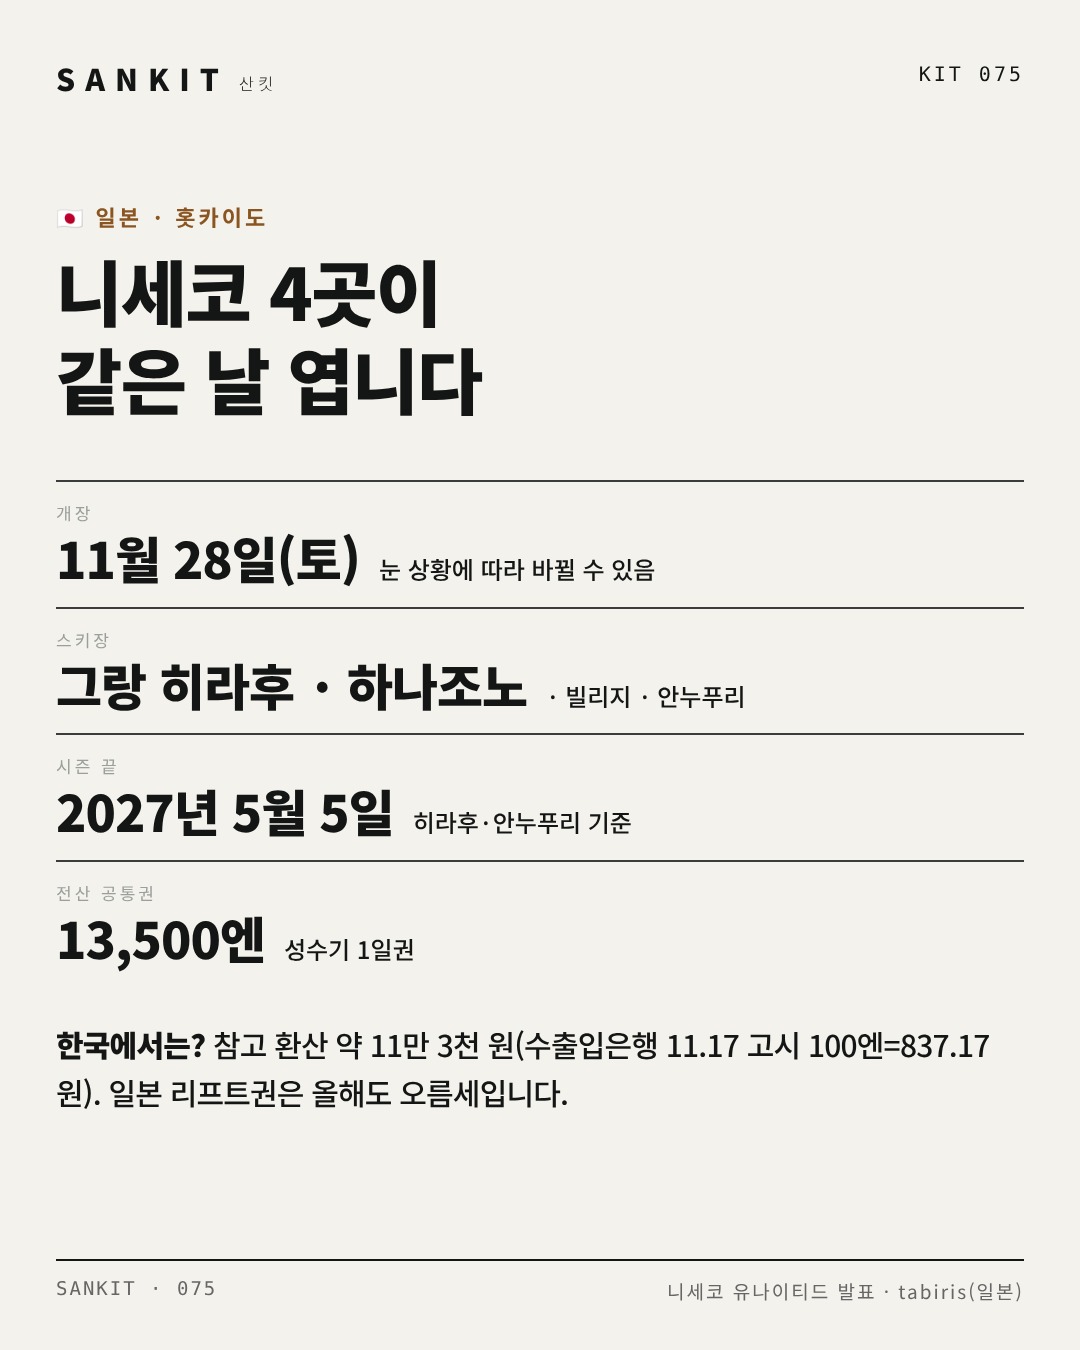 SANKIT 산킷
KIT 075
🇯🇵 일본 · 홋카이도
니세코 4곳이
같은 날 엽니다
개장
11월 28일(토) 눈 상황에 따라 바뀔 수 있음
스키장
그랑 히라후 · 하나조노 · 빌리지 · 안누푸리
시즌 끝
2027년 5월 5일 히라후·안누푸리 기준
전산 공통권
13,500엔 성수기 1일권
한국에서는? 참고 환산 약 11만 3천 원(수출입은행 11.17 고시 100엔=837.17
원). 일본 리프트권은 올해도 오름세입니다.
SANKIT · 075
니세코 유나이티드 발표 · tabiris(일본)